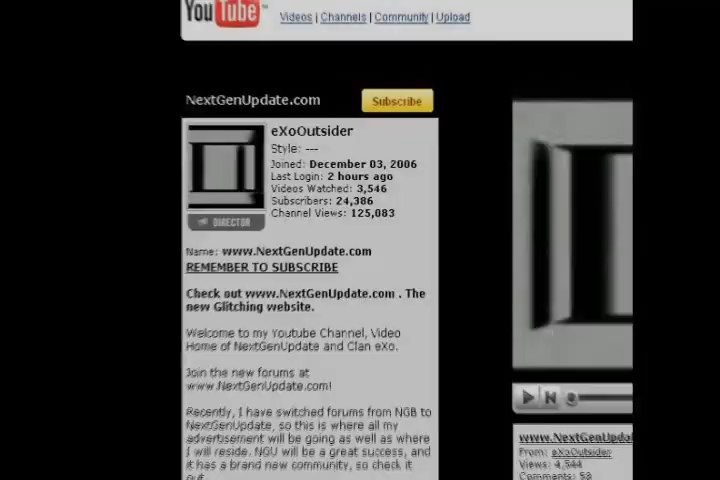 YouTube™
Videos | Channels | Community | Upload
NextGenUpdate.com
Subscribe
eXoOutsider
Style: ---
Joined: December 03, 2006
Last Login: 2 hours ago
Videos Watched: 3,546
Subscribers: 24,386
Channel Views: 125,083
DIRECTOR
Name: www.NextGenUpdate.com
REMEMBER TO SUBSCRIBE
Check out www.NextGenUpdate.com . The
new Glitching website.
Welcome to my Youtube Channel, Video
Home of NextGenUpdate and Clan eXo.
Join the new forums at
www.NextGenUpdate.com!
Recently, I have switched forums from NGB to
NextGenUpdate, so this is where all my
advertisement will be going as well as where
I will reside. NGU will be a great success, and
it has a brand new community, so check it
out
www.NextGenUpdat
From: eXoOutsider
Views: 4,544
Comments: 53